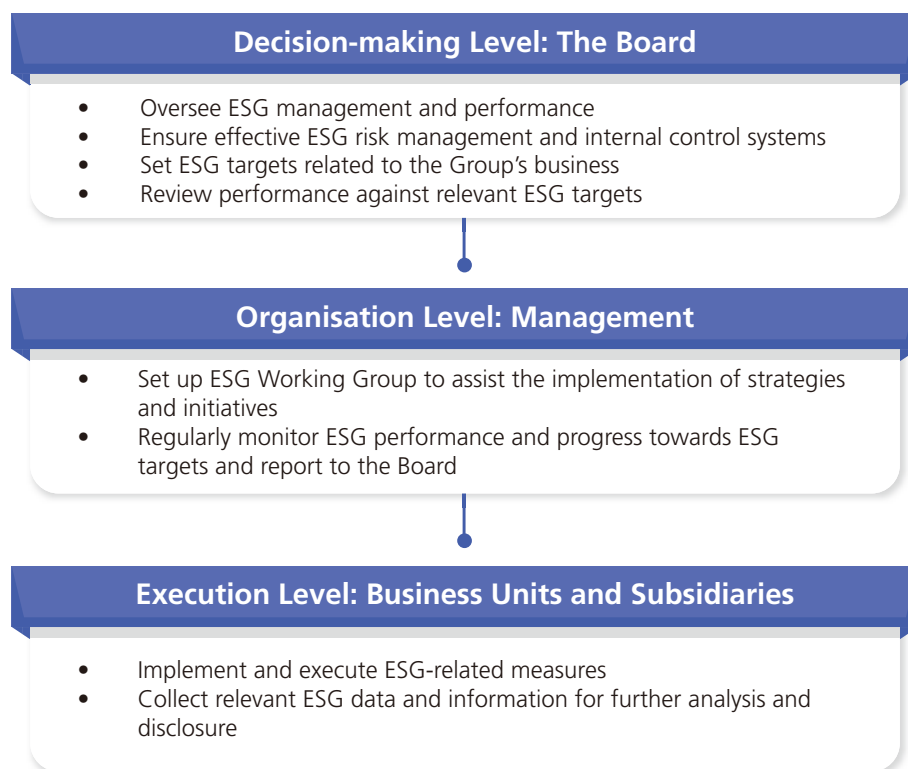 Decision-making Level: The Board
• Oversee ESG management and performance
• Ensure effective ESG risk management and internal control systems
• Set ESG targets related to the Group's business
• Review performance against relevant ESG targets
Organisation Level: Management
• Set up ESG Working Group to assist the implementation of strategies
and initiatives
• Regularly monitor ESG performance and progress towards ESG
targets and report to the Board
Execution Level: Business Units and Subsidiaries
• Implement and execute ESG-related measures
• Collect relevant ESG data and information for further analysis and
disclosure